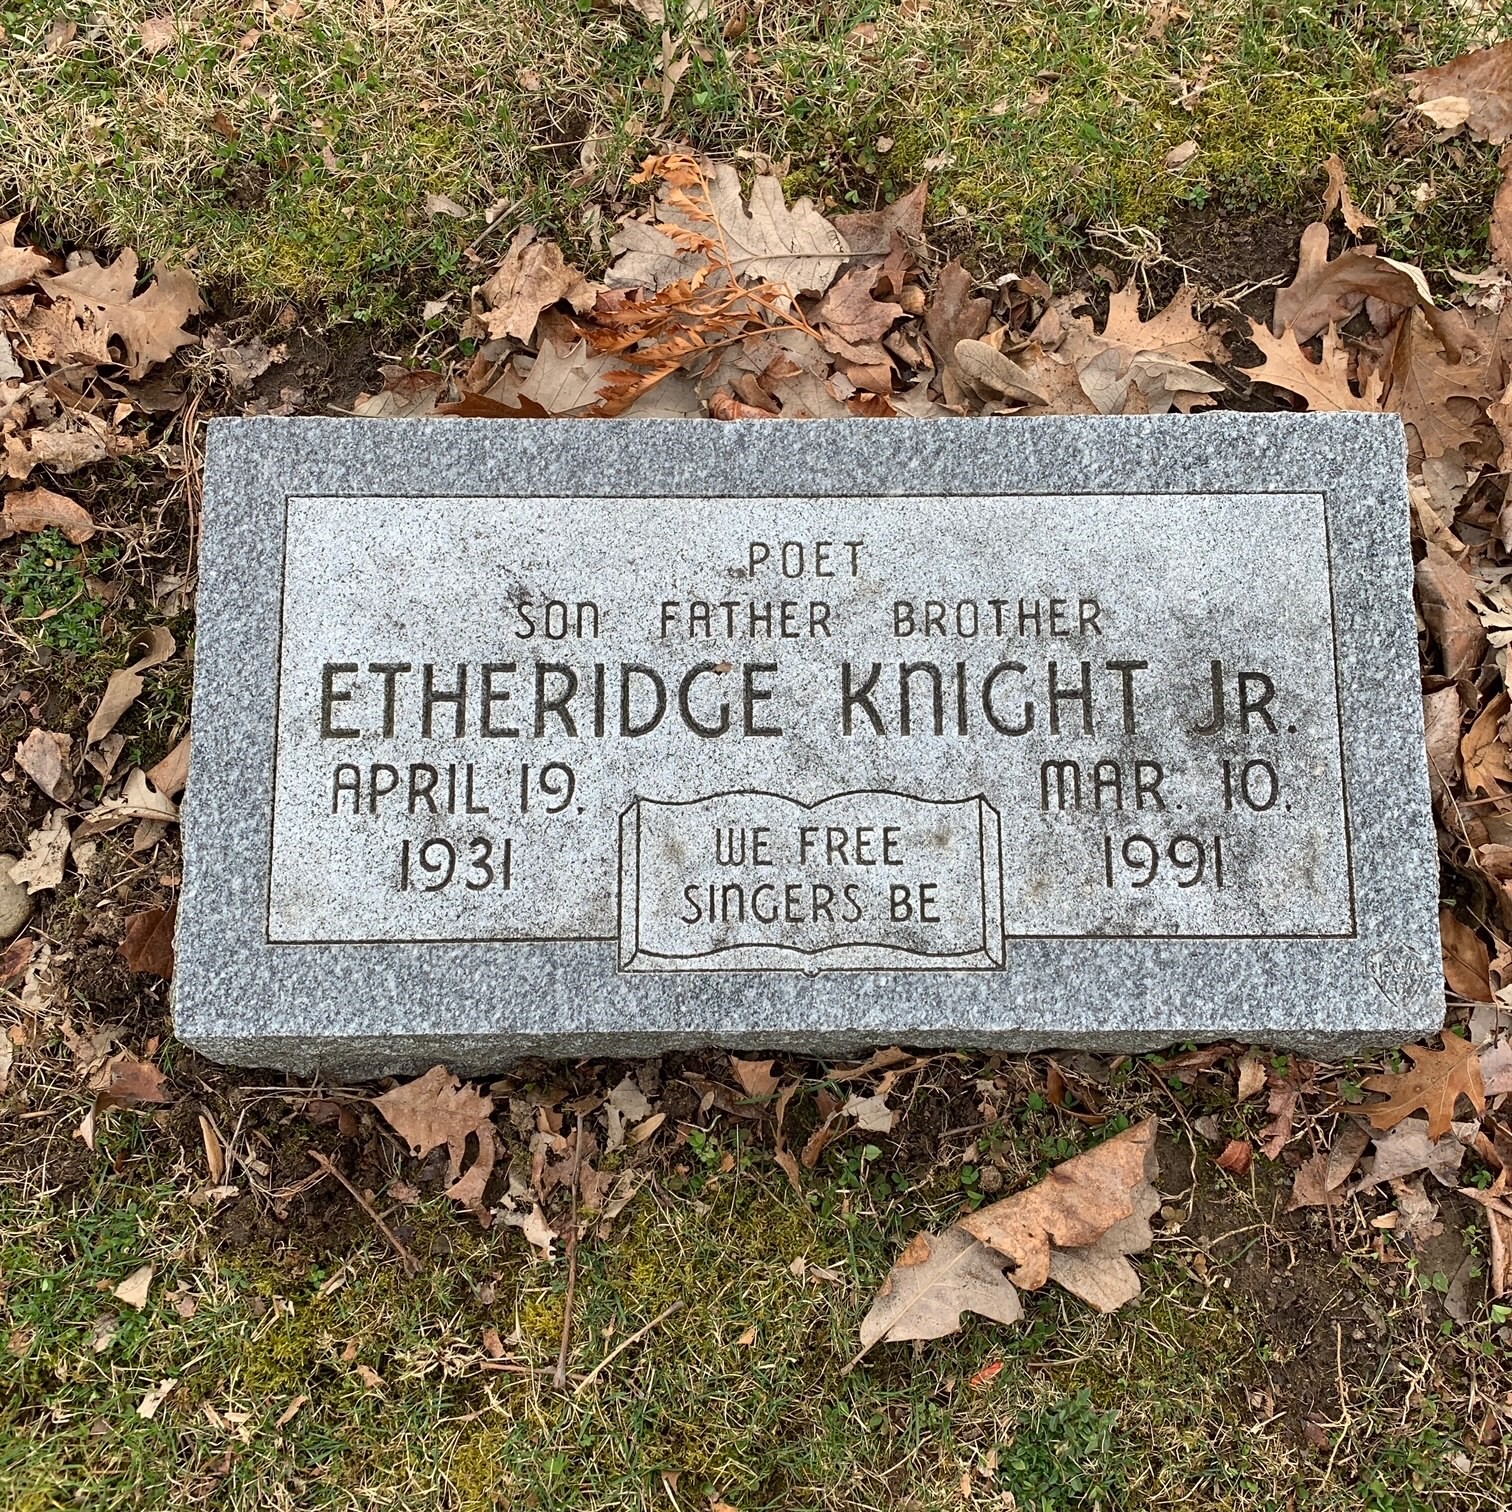 POET
SON FATHER BROTHER
ETHERIDGE KNIGHT JR.
APRIL 19,
1931
MAR. 10,
1991
WE FREE
SINGERS BE